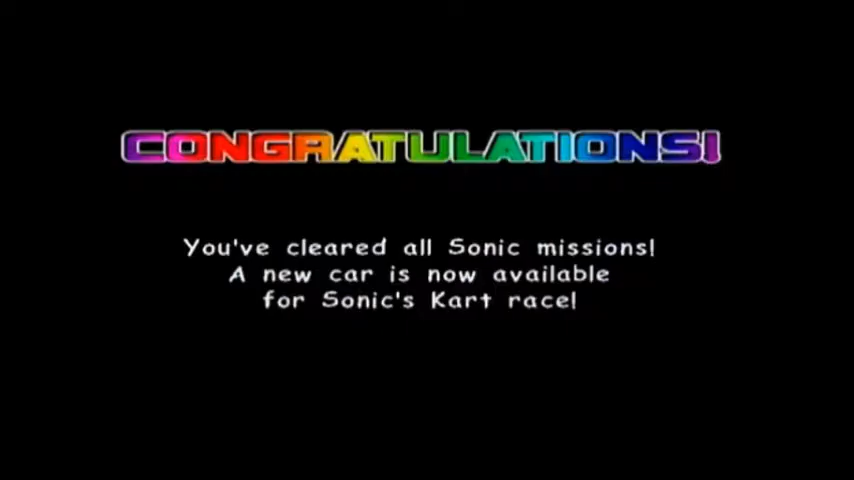 CONGRATULATIONS!
You've cleared all Sonic missions!
A new car is now available
for Sonic's Kart race!